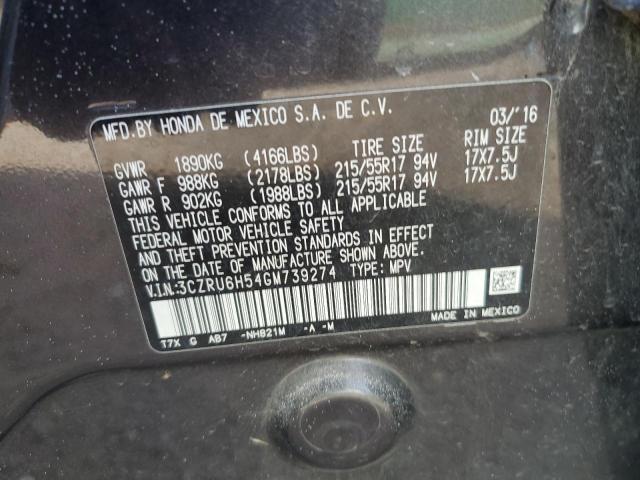 MFD.BY HONDA DE MEXICO S.A. DE C.V. 03/'16
TIRE SIZE RIM SIZE
GVWR 1890KG (4166LBS)
GAWR F 988KG (2178LBS) 215/55R17 94V 17X7.5J
GAWR R 902KG (1988LBS) 215/55R17 94V 17X7.5J
THIS VEHICLE CONFORMS TO ALL APPLICABLE
FEDERAL MOTOR VEHICLE SAFETY
AND THEFT PREVENTION STANDARDS IN EFFECT
ON THE DATE OF MANUFACTURE SHOWN ABOVE.
V.I.N:3CZRU6H54GM739274 TYPE: MPV
T7X G AB7 -NH821M -A -M
MADE IN MEXICO